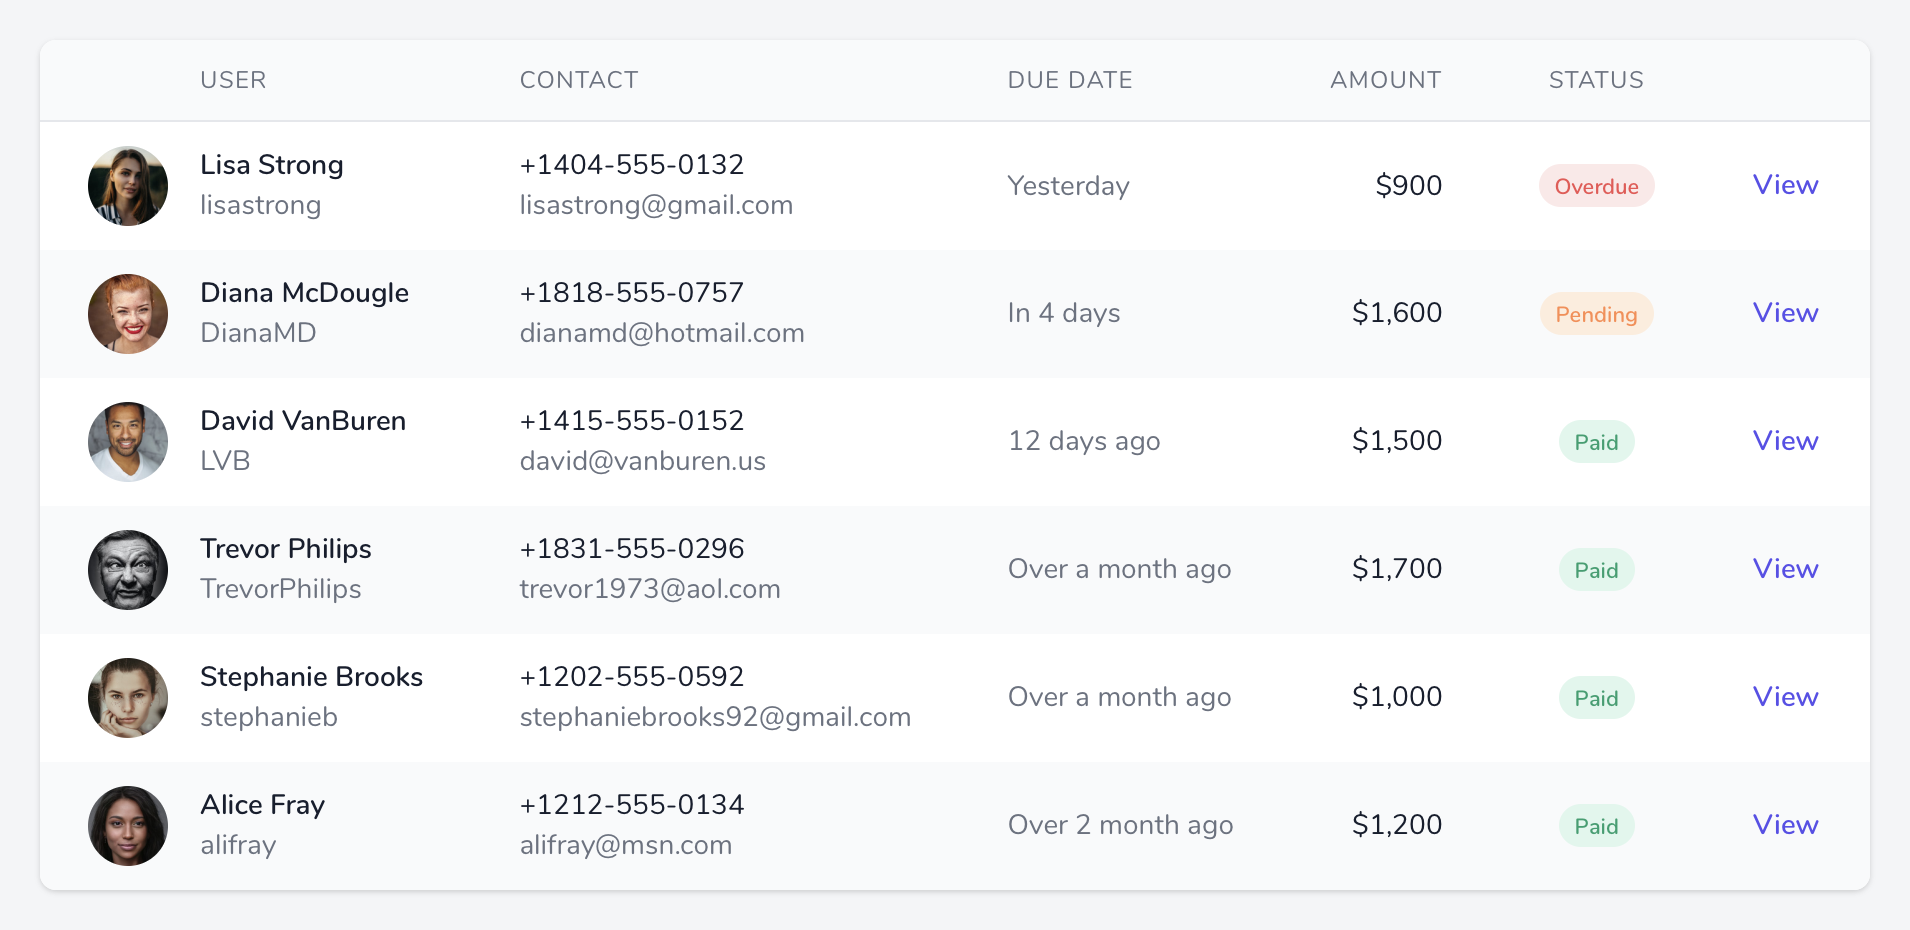 USER CONTACT DUE DATE AMOUNT STATUS
Lisa Strong +1404-555-0132
Yesterday $900 Overdue View
lisastrong lisastrong@gmail.com
Diana McDougle +1818-555-0757
In 4 days $1,600 Pending View
DianaMD dianamd@hotmail.com
David VanBuren +1415-555-0152
12 days ago $1,500 Paid View
LVB david@vanburen.us
Trevor Philips +1831-555-0296
Over a month ago $1,700 Paid View
TrevorPhilips trevor1973@aol.com
Stephanie Brooks +1202-555-0592
Over a month ago $1,000 Paid View
stephanieb stephaniebrooks92@gmail.com
Alice Fray +1212-555-0134
Over 2 month ago $1,200 Paid View
alifray alifray@msn.com